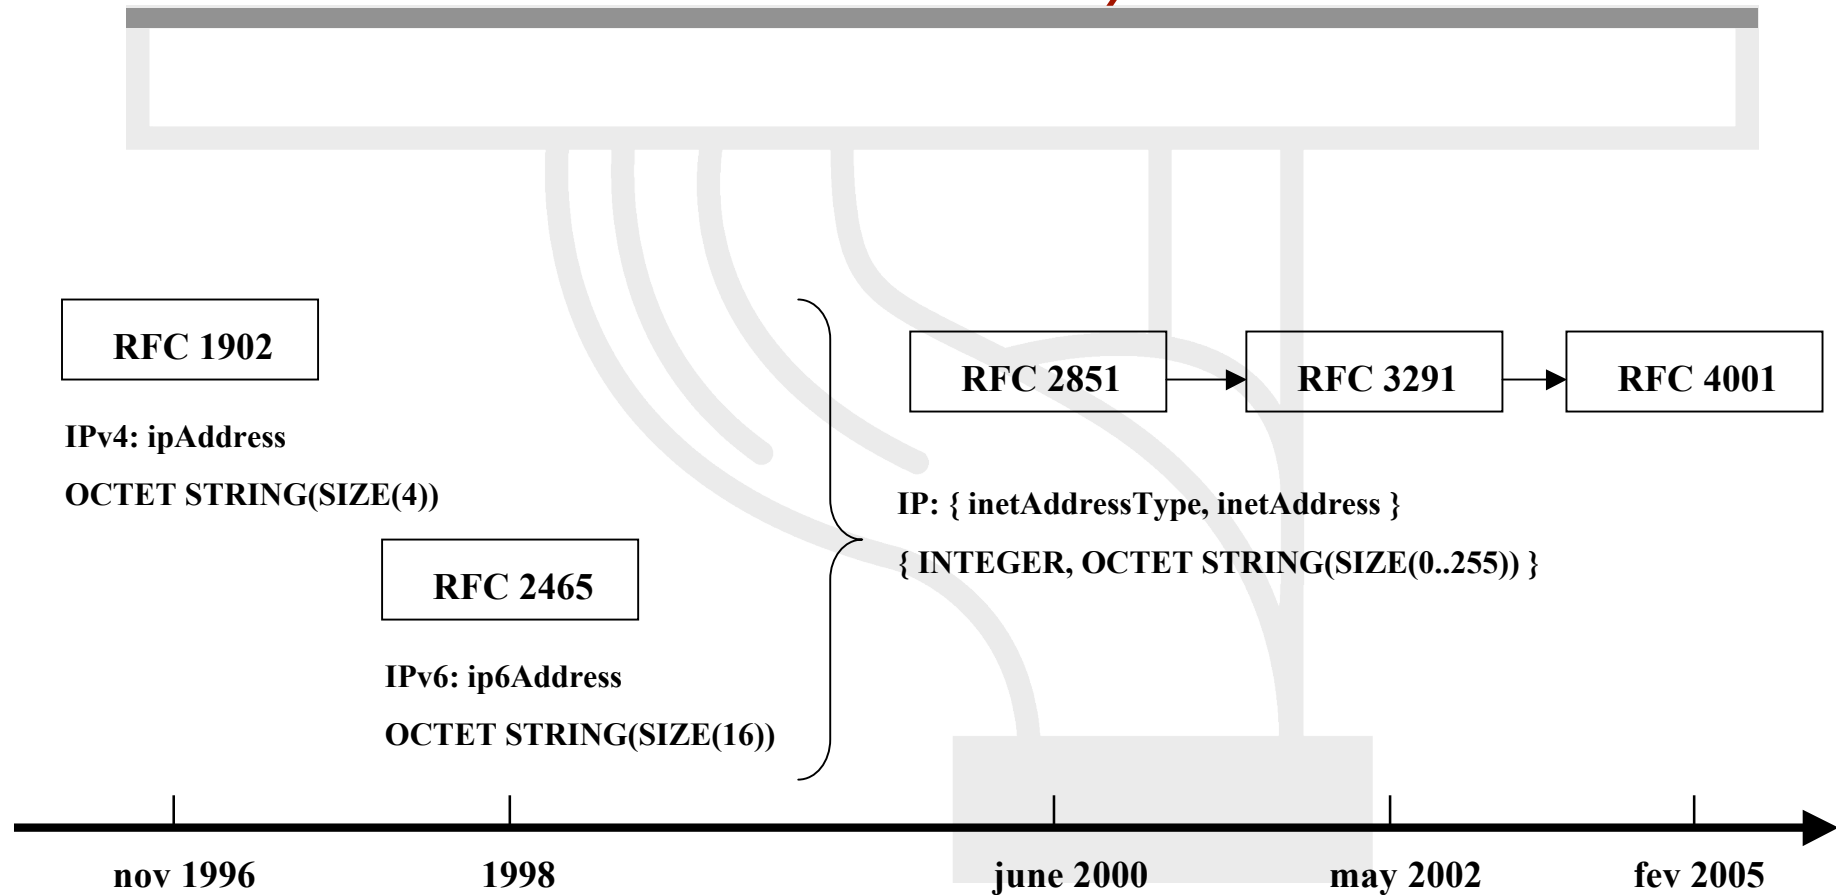 RFC 1902
IPv4: ipAddress
OCTET STRING(SIZE(4))
RFC 2465
IPv6: ip6Address
OCTET STRING(SIZE(16))
RFC 2851
RFC 3291
RFC 4001
IP: { inetAddressType, inetAddress }
{ INTEGER, OCTET STRING(SIZE(0..255)) }
nov 1996
1998
june 2000
may 2002
fev 2005